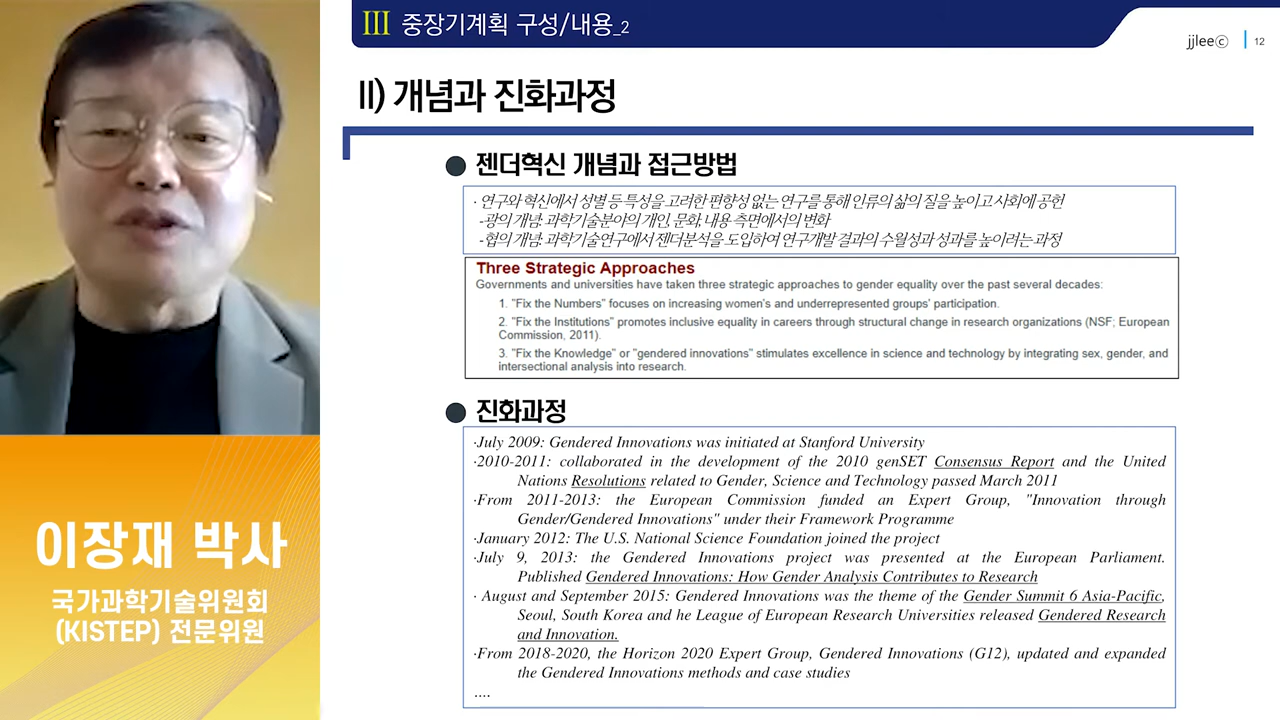 III 중장기계획 구성/내용_2
jjleeⓒ
12
II) 개념과 진화과정
● 젠더혁신 개념과 접근방법
· 연구와 혁신에서 성별 등 특성을 고려한 편향성 없는 연구를 통해 인류의 삶의 질을 높이고 사회에 공헌
-광의 개념: 과학기술분야의 개인, 문화, 내용 측면에서의 변화
-협의 개념: 과학기술연구에서 젠더분석을 도입하여 연구개발 결과의 수월성과 성과를 높이려는 과정
Three Strategic Approaches
Governments and universities have taken three strategic approaches to gender equality over the past several decades:
1. "Fix the Numbers" focuses on increasing women's and underrepresented groups' participation.
2. "Fix the Institutions" promotes inclusive equality in careers through structural change in research organizations (NSF; European
Commission, 2011).
3. "Fix the Knowledge" or "gendered innovations" stimulates excellence in science and technology by integrating sex, gender, and
intersectional analysis into research.
● 진화과정
·July 2009: Gendered Innovations was initiated at Stanford University
·2010-2011: collaborated in the development of the 2010 genSET Consensus Report and the United
Nations Resolutions related to Gender, Science and Technology passed March 2011
·From 2011-2013: the European Commission funded an Expert Group, "Innovation through
Gender/Gendered Innovations" under their Framework Programme
·January 2012: The U.S. National Science Foundation joined the project
·July 9, 2013: the Gendered Innovations project was presented at the European Parliament.
Published Gendered Innovations: How Gender Analysis Contributes to Research
· August and September 2015: Gendered Innovations was the theme of the Gender Summit 6 Asia-Pacific,
Seoul, South Korea and he League of European Research Universities released Gendered Research
and Innovation.
·From 2018-2020, the Horizon 2020 Expert Group, Gendered Innovations (G12), updated and expanded
the Gendered Innovations methods and case studies
....
이장재 박사
국가과학기술위원회
(KISTEP) 전문위원